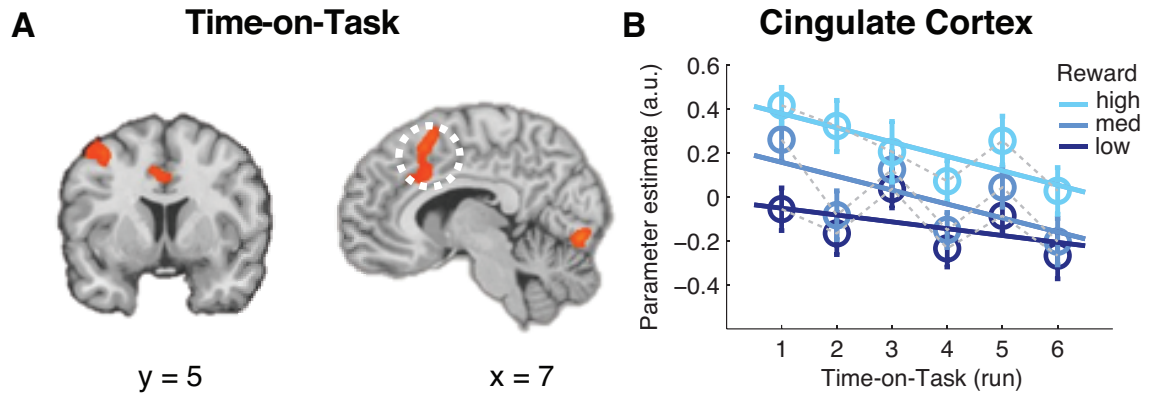 A Time-on-Task
y = 5
x = 7
B Cingulate Cortex
Parameter estimate (a.u.)
0.6
0.4
0.2
0
−0.2
−0.4
Reward
high
med
low
1 2 3 4 5 6
Time-on-Task (run)